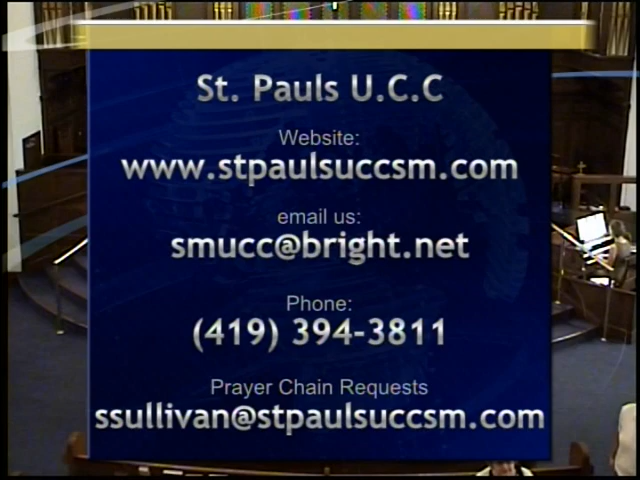 St. Pauls U.C.C
Website:
www.stpaulsuccsm.com
email us:
smucc@bright.net
Phone:
(419) 394-3811
Prayer Chain Requests
ssullivan@stpaulsuccsm.com